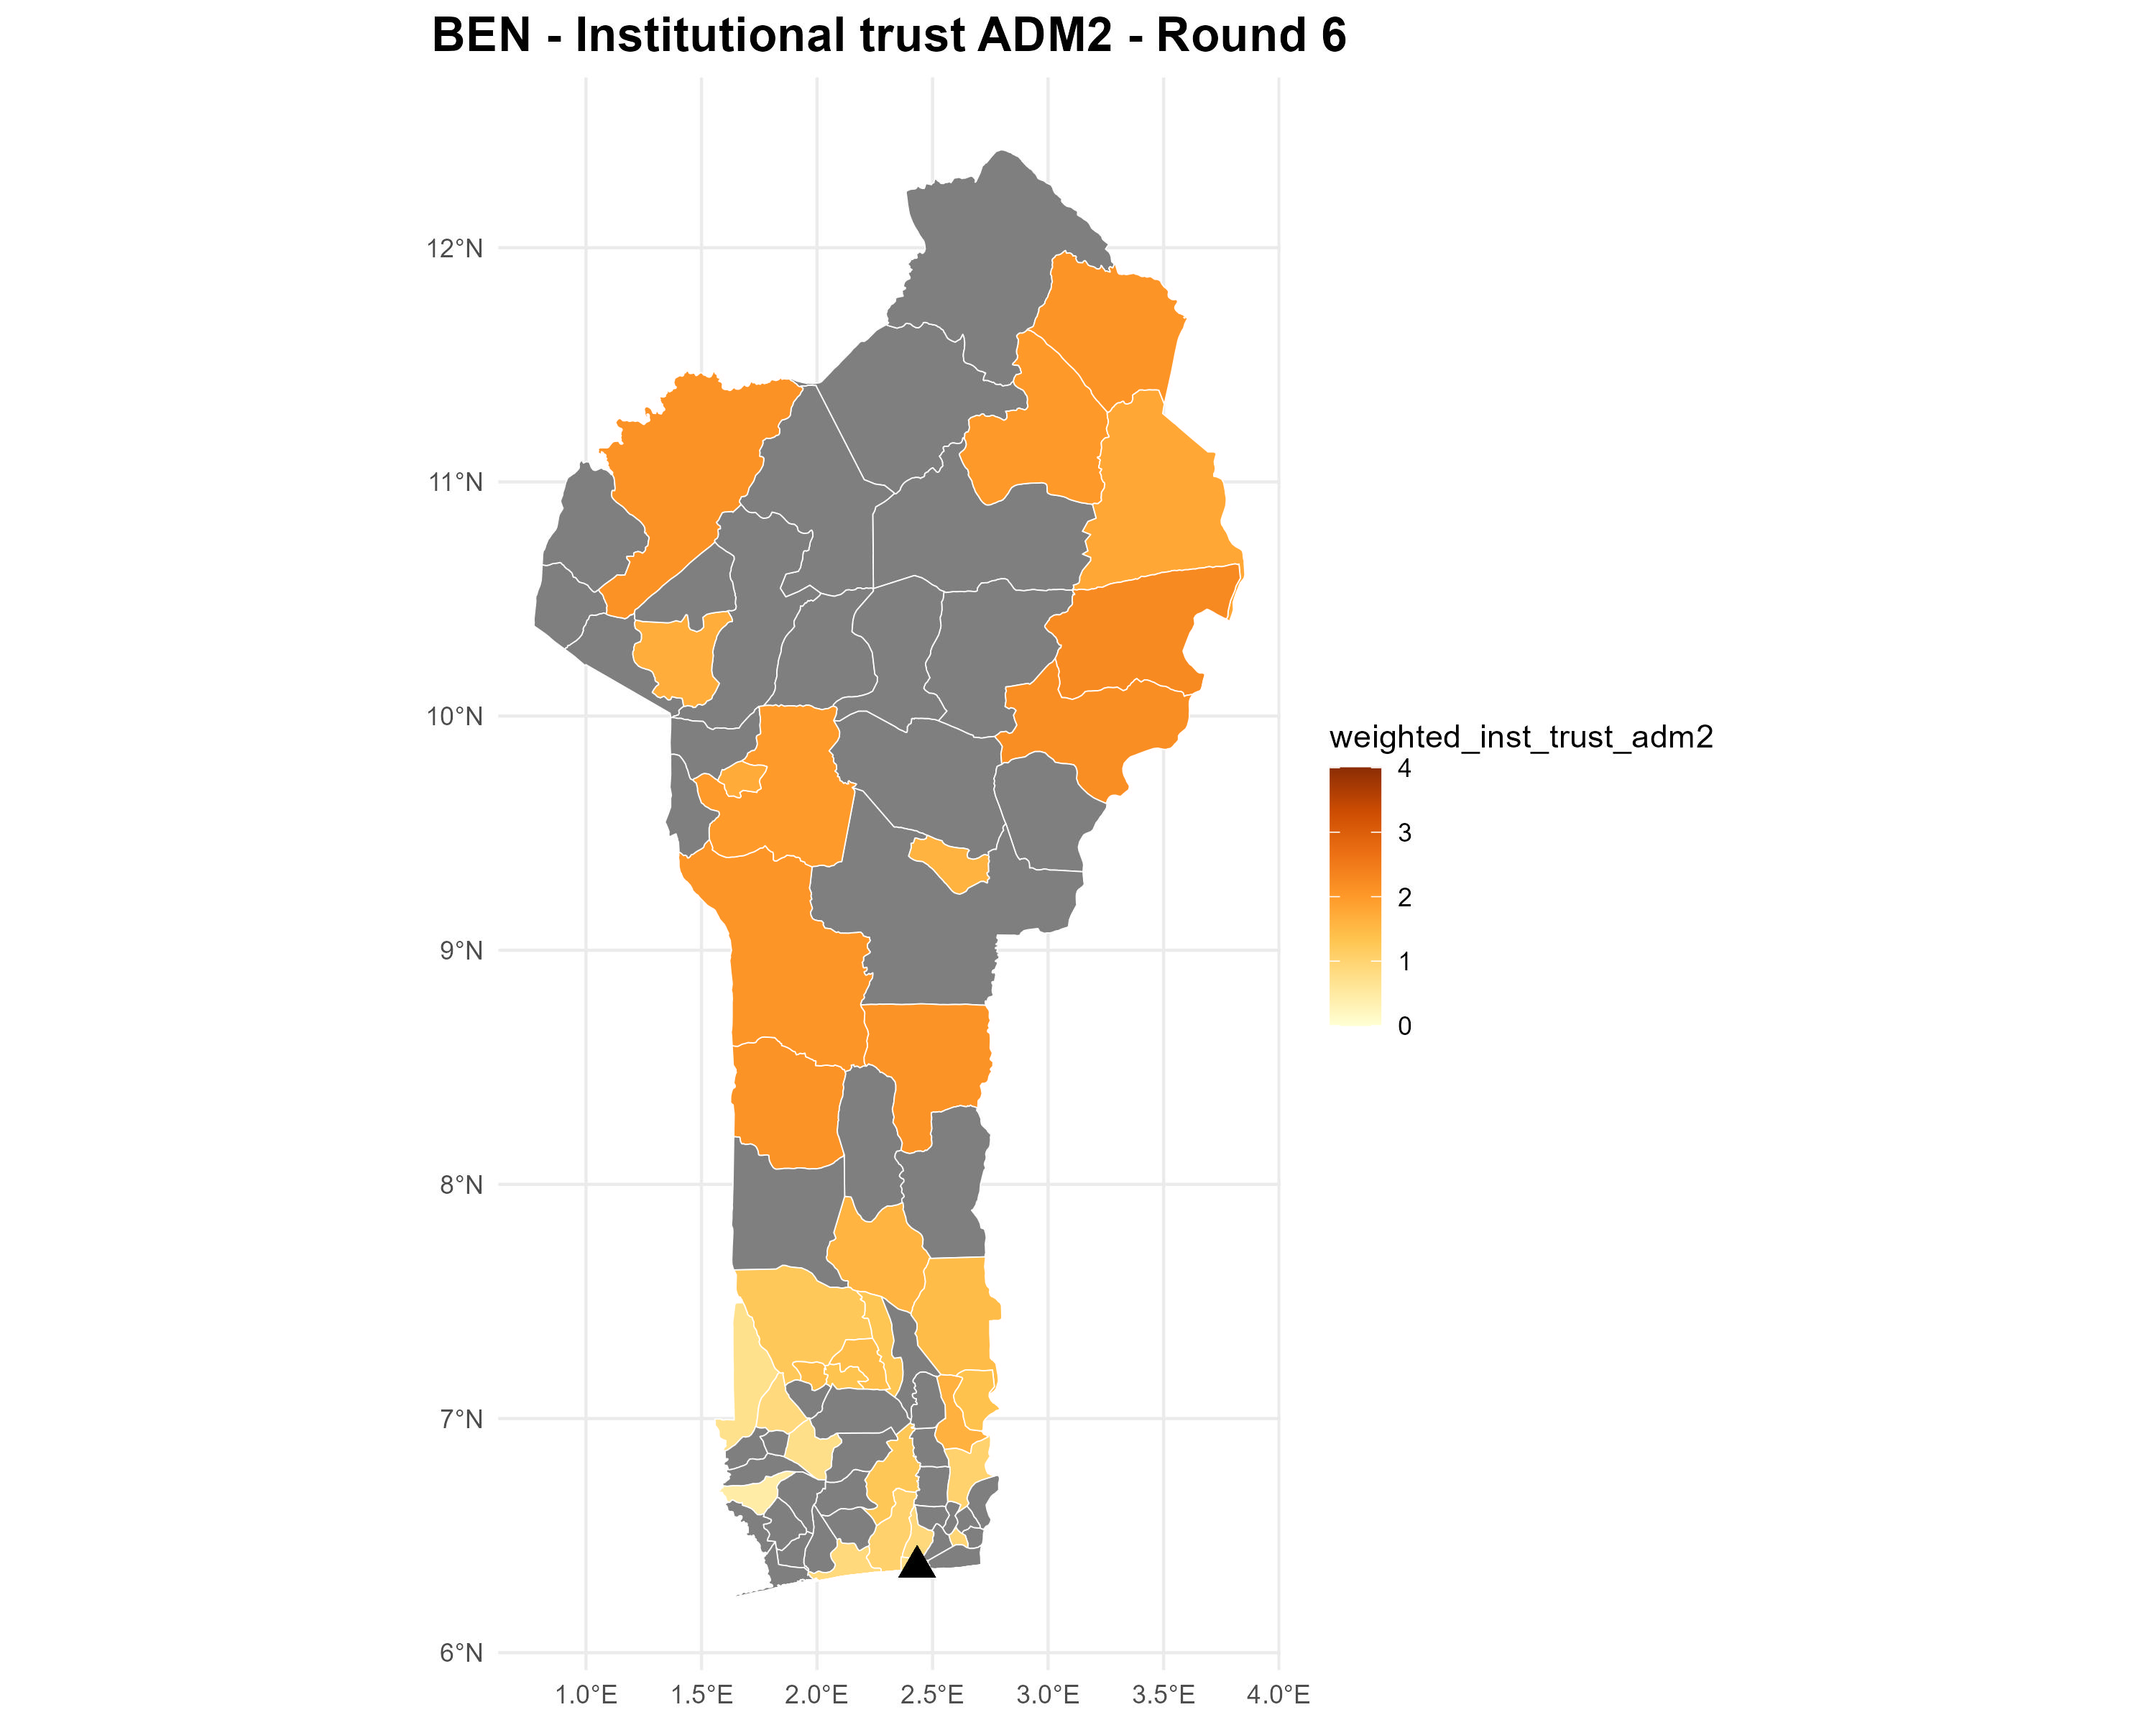 BEN - Institutional trust ADM2 - Round 6
12°N
11°N
10°N
9°N
8°N
7°N
6°N
1.0°E
1.5°E
2.0°E
2.5°E
3.0°E
3.5°E
4.0°E
weighted_inst_trust_adm2
4
3
2
1
0